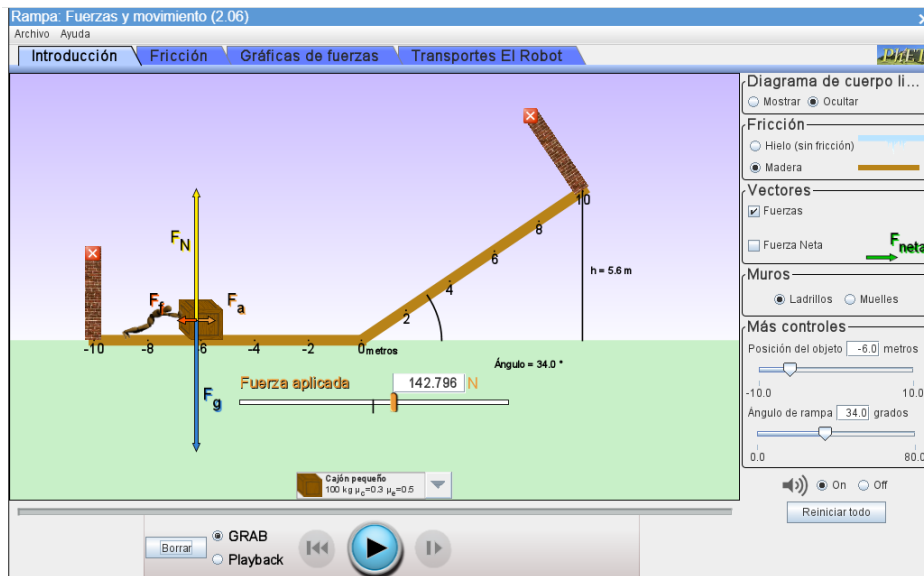 Rampa: Fuerzas y movimiento (2.06)
x
Archivo Ayuda
Introducción Fricción Gráficas de fuerzas Transportes El Robot
PhET
Diagrama de cuerpo li...
Mostrar Ocultar
Fricción
Hielo (sin fricción)
Madera
Vectores
Fuerzas
Fuerza Neta
Fneta
Muros
Ladrillos Muelles
Más controles
Posición del objeto -6.0 metros
-10.0 10.0
Ángulo de rampa 34.0 grados
0.0 80.0
On Off
Reiniciar todo
10
8
6
4
2
h = 5.6 m
FN
Ff Fa
-10 -8 -6 -4 -2 0 metros
Ángulo = 34.0 °
Fg
Fuerza aplicada 142.796 N
Cajón pequeño
100 kg μc=0.3 μe=0.5
Borrar
GRAB
Playback